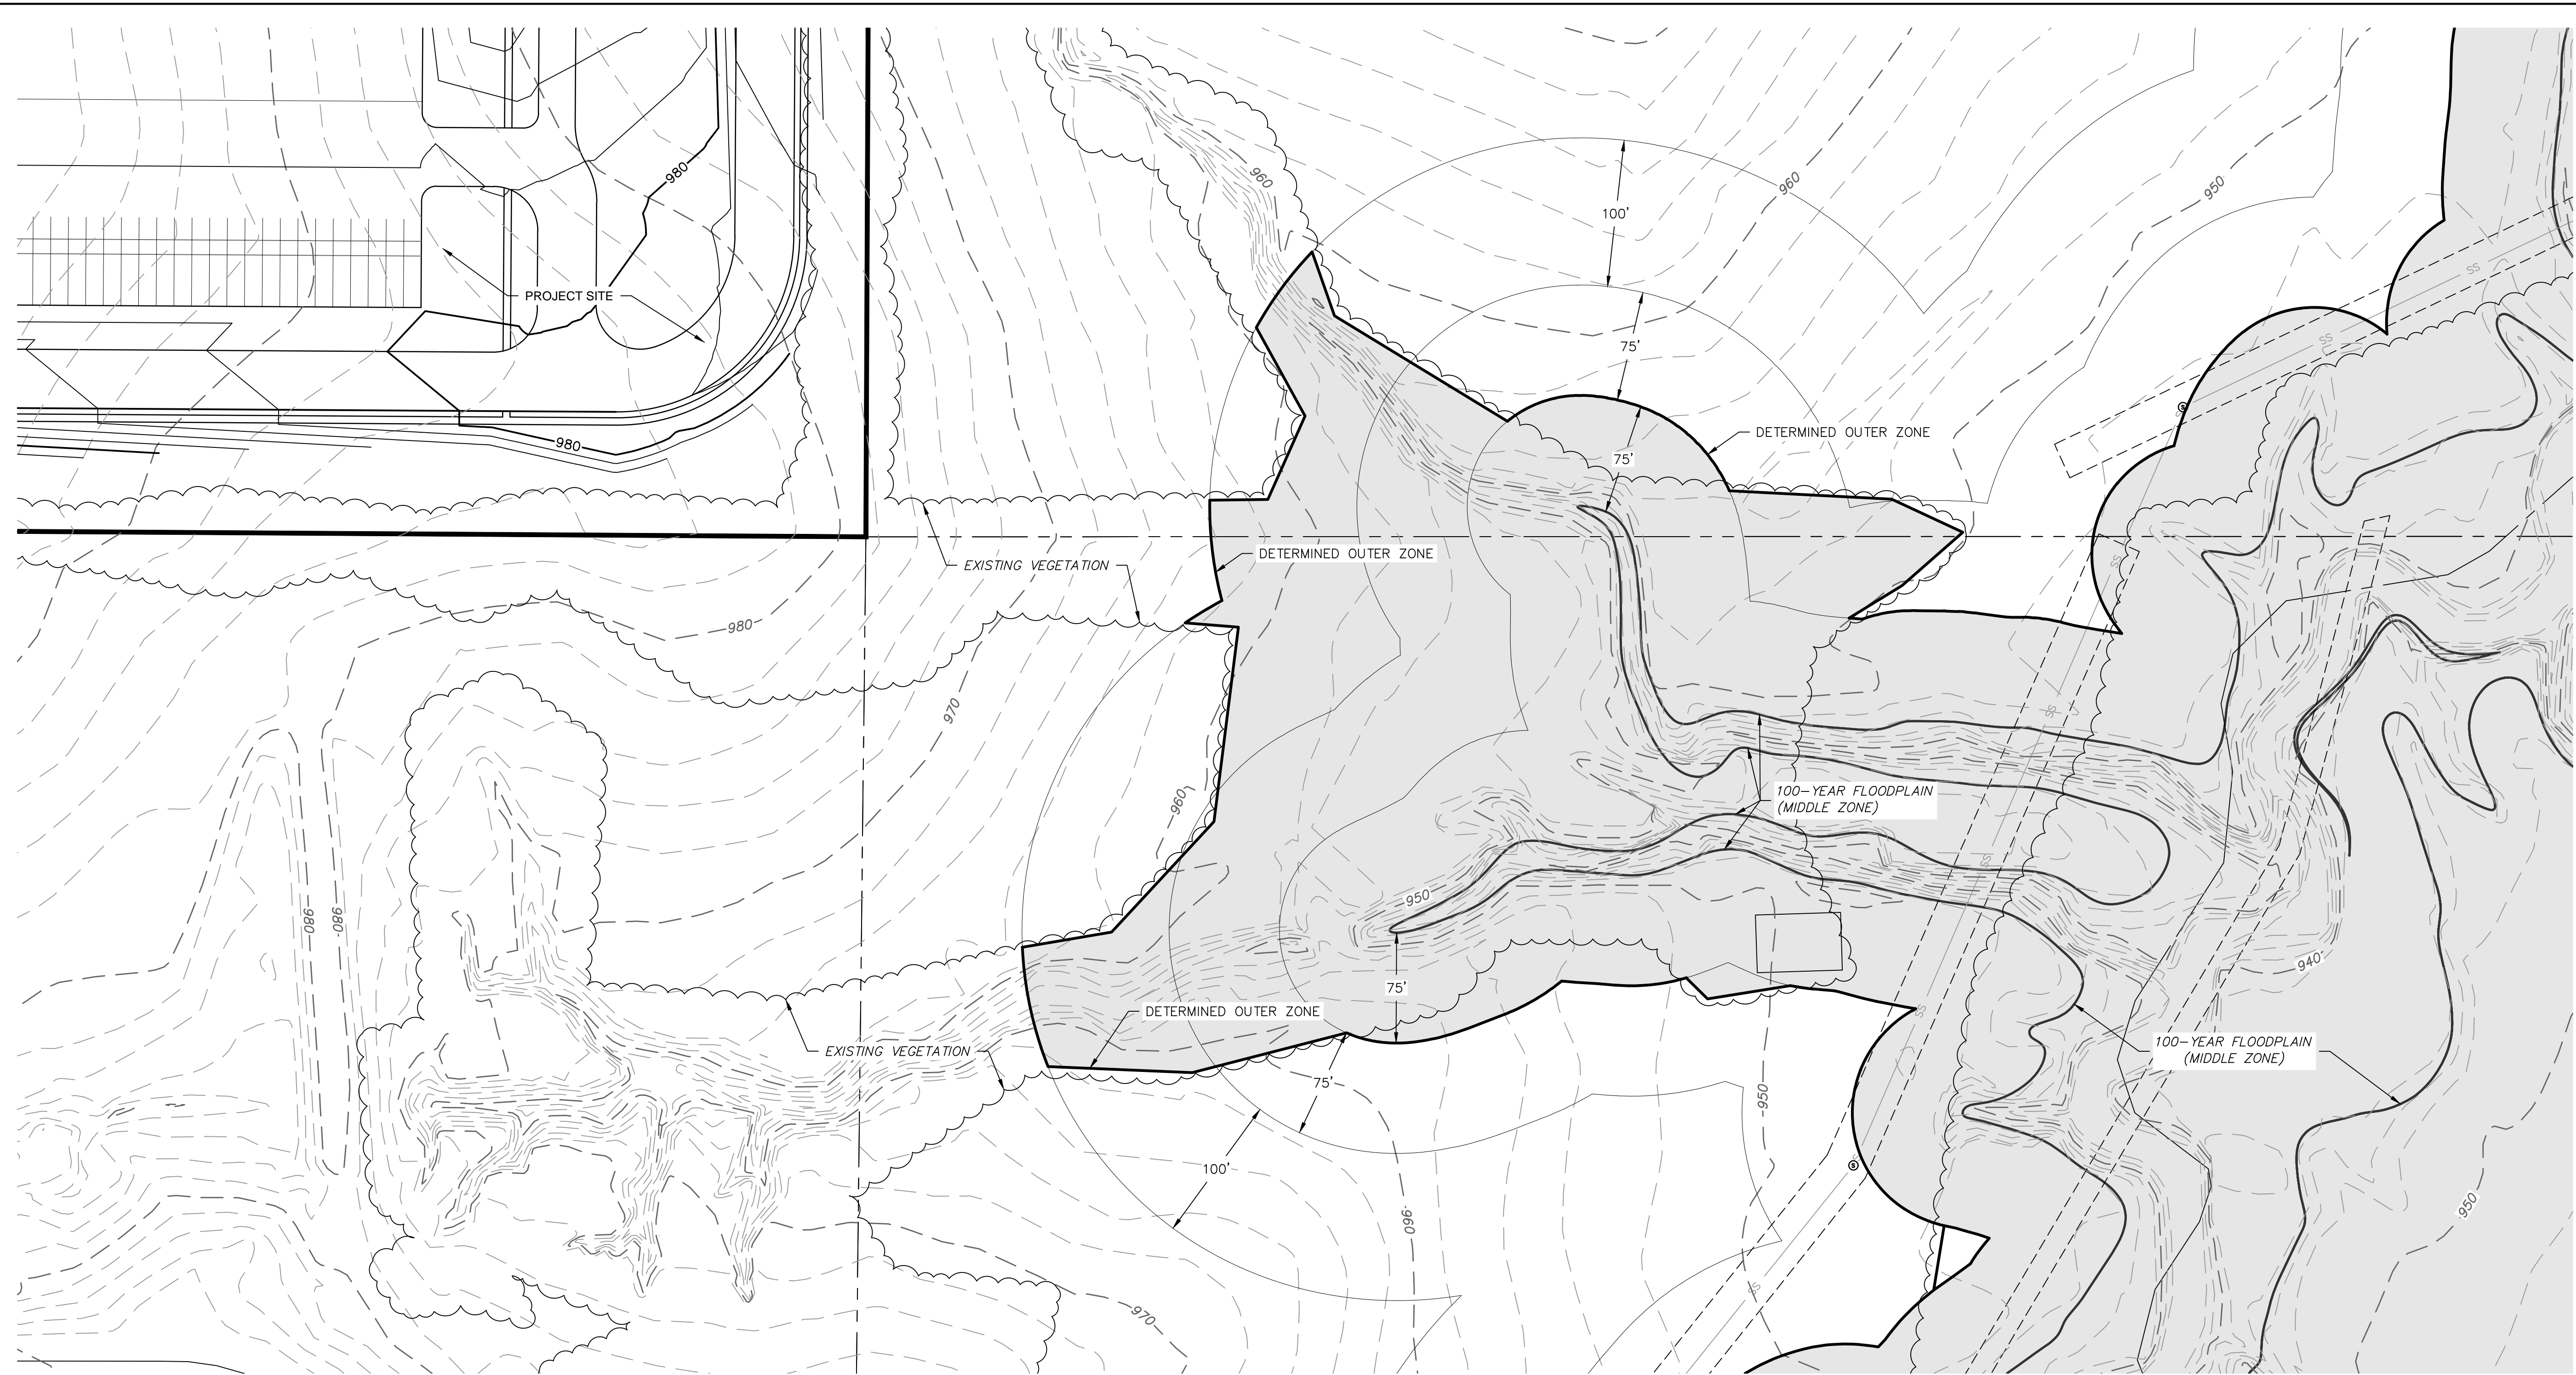 960
100'
960
950
980
SS
75'
PROJECT SITE
SS
DETERMINED OUTER ZONE
980
75'
DETERMINED OUTER ZONE
EXISTING VEGETATION
SS
980
970
SS
100-YEAR FLOODPLAIN
(MIDDLE ZONE)
960
SS
950
980
980
940
75'
DETERMINED OUTER ZONE
SS
EXISTING VEGETATION
100-YEAR FLOODPLAIN
(MIDDLE ZONE)
75'
950
S
SS
100'
960
950
SS
970